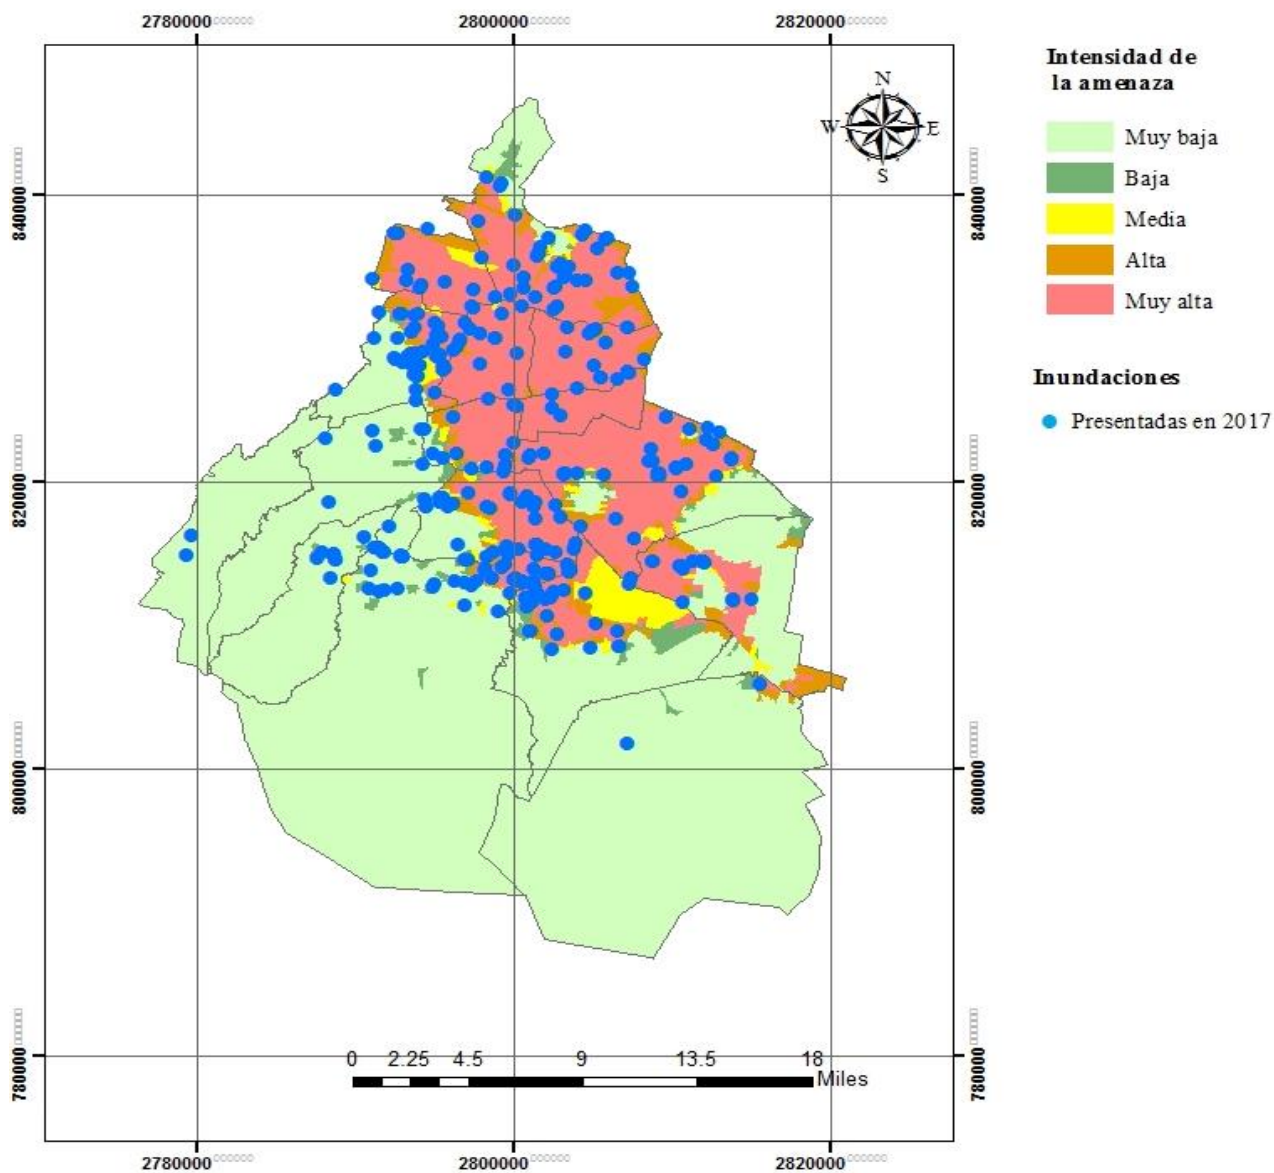 2780000
2800000
2820000
840000
820000
800000
780000
840000
820000
800000
780000
N
W
E
S
Intensidad de
la amenaza
Muy baja
Baja
Media
Alta
Muy alta
Inundaciones
Presentadas en 2017
0 2.25 4.5 9 13.5 18
Miles
2780000
2800000
2820000